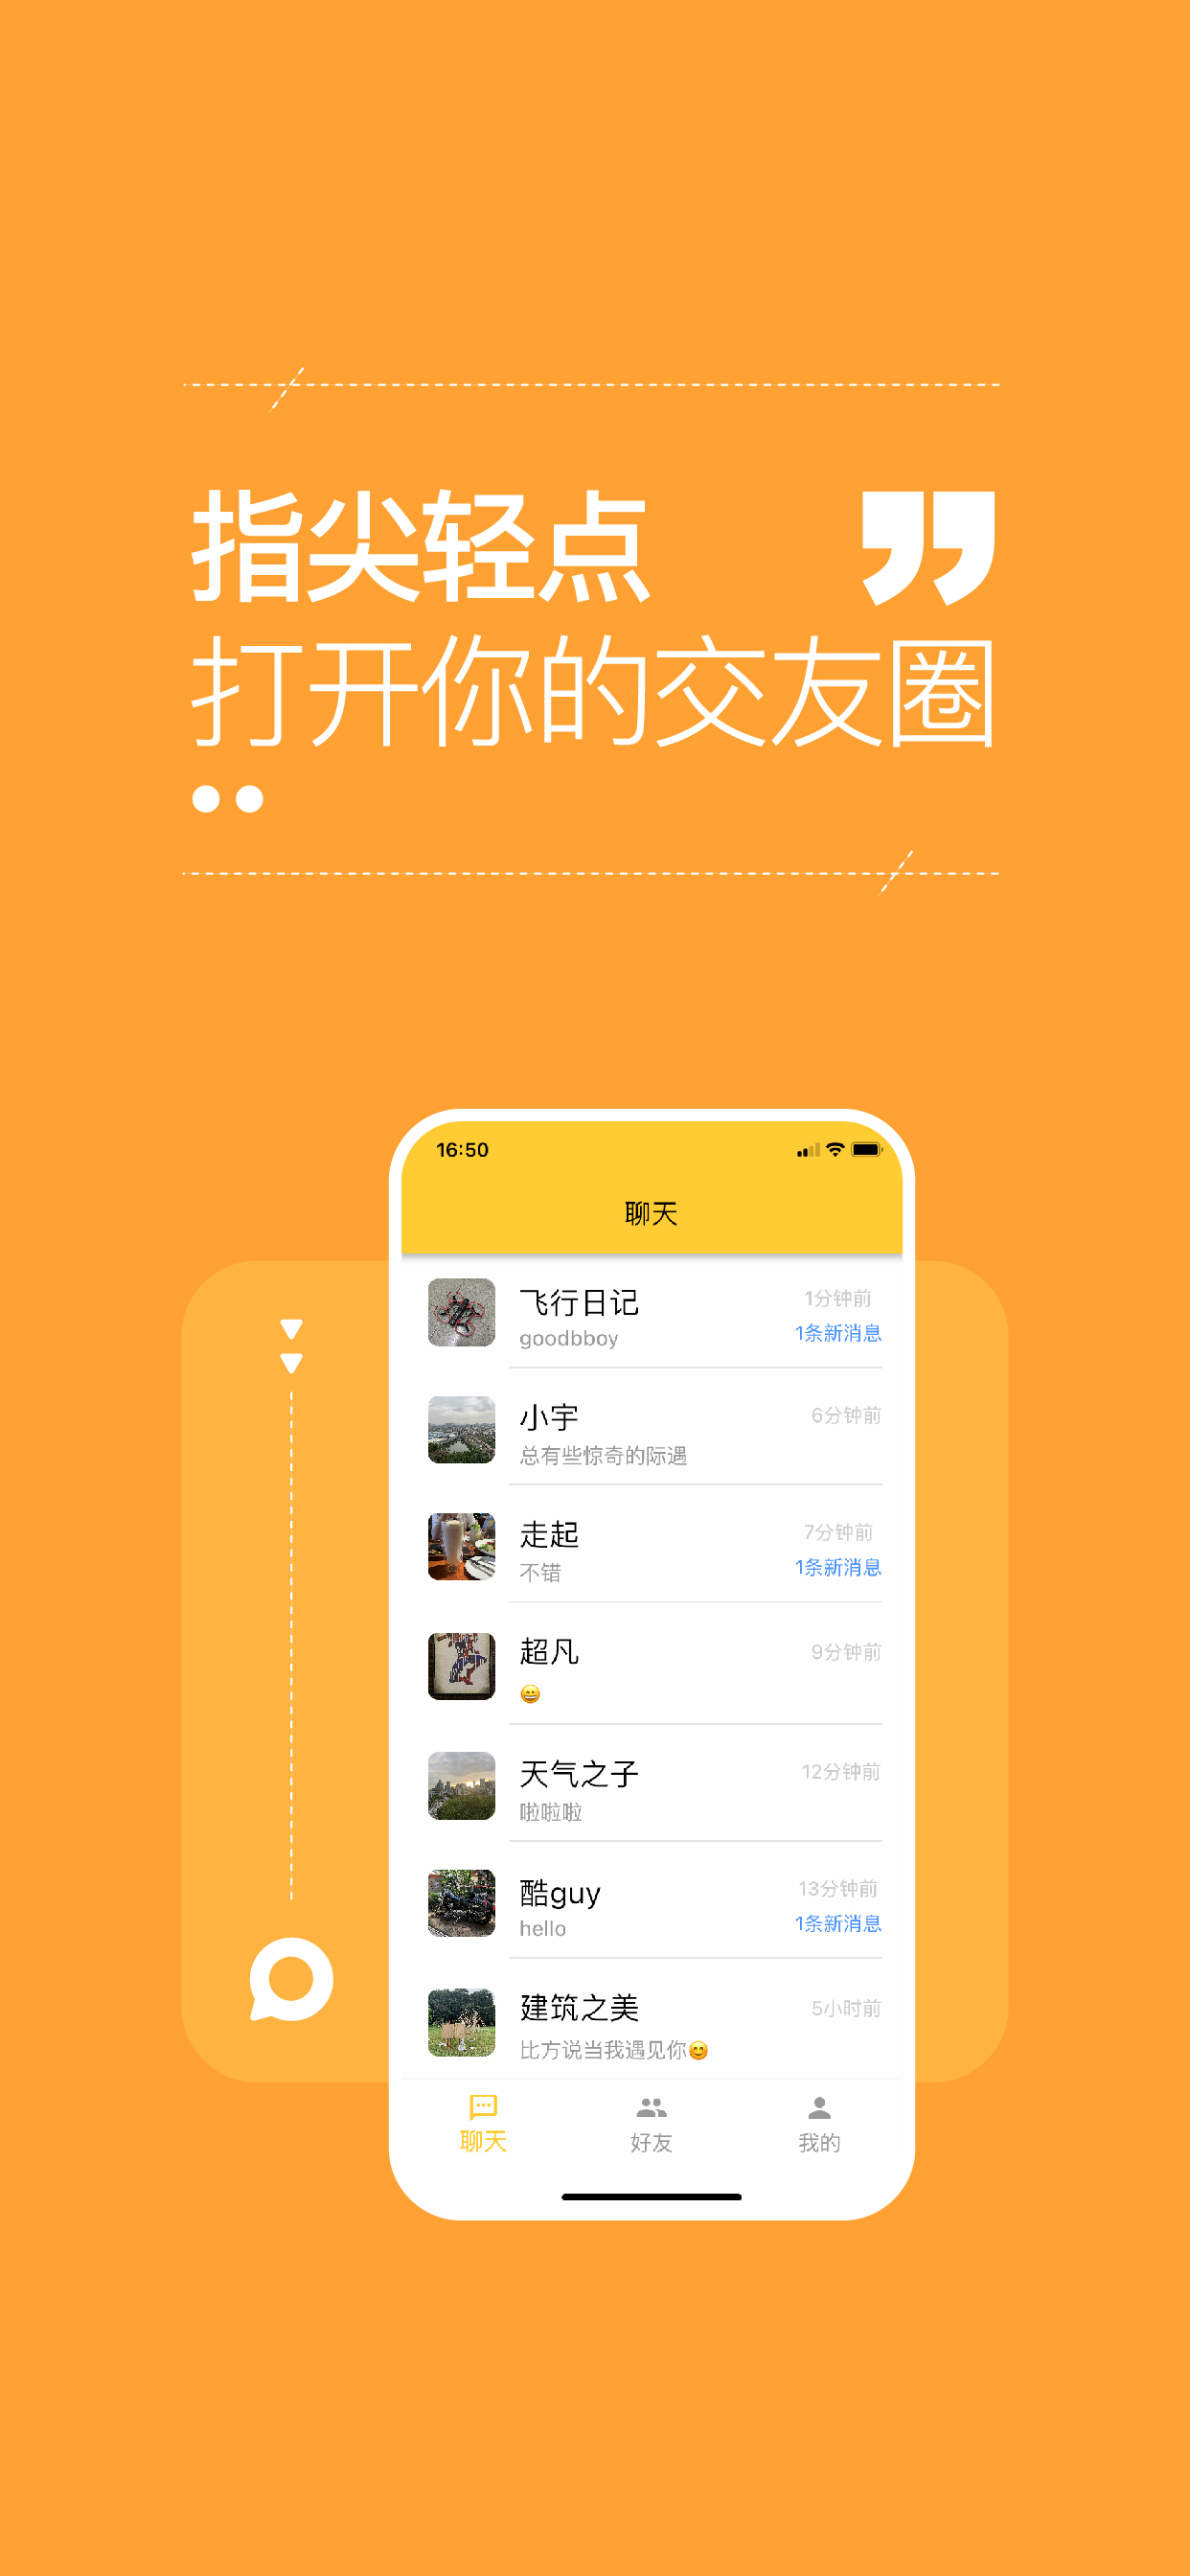 指尖轻点
打开你的交友圈
16:50
聊天
飞行日记
1分钟前
goodbboy
1条新消息
小宇
6分钟前
总有些惊奇的际遇
走起
7分钟前
不错
1条新消息
超凡
9分钟前
😄
天气之子
12分钟前
啦啦啦
酷guy
13分钟前
hello
1条新消息
建筑之美
5小时前
比方说当我遇见你😊
聊天
好友
我的